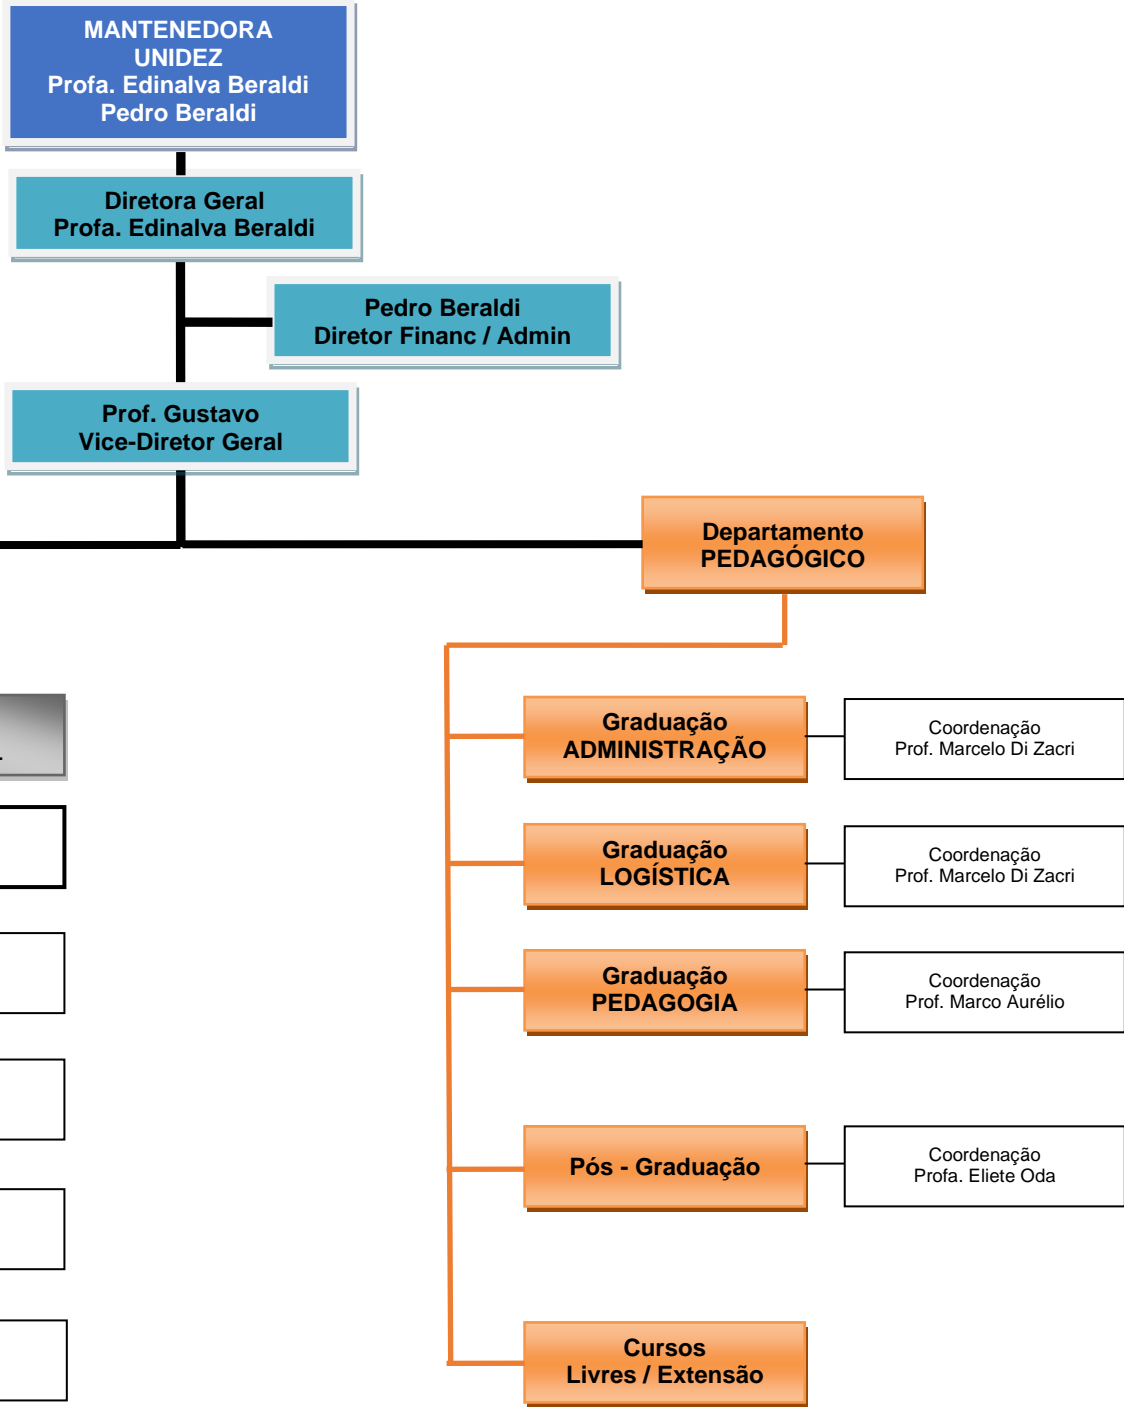 MANTENEDORA
UNIDEZ
Profa. Edinalva Beraldi
Pedro Beraldi
Diretora Geral
Profa. Edinalva Beraldi
Pedro Beraldi
Diretor Financ / Admin
Prof. Gustavo
Vice-Diretor Geral
Departamento
PEDAGÓGICO
Graduação
ADMINISTRAÇÃO
Coordenação
Prof. Marcelo Di Zacri
Graduação
LOGÍSTICA
Coordenação
Prof. Marcelo Di Zacri
Graduação
PEDAGOGIA
Coordenação
Prof. Marco Aurélio
Pós - Graduação
Coordenação
Profa. Eliete Oda
Cursos
Livres / Extensão